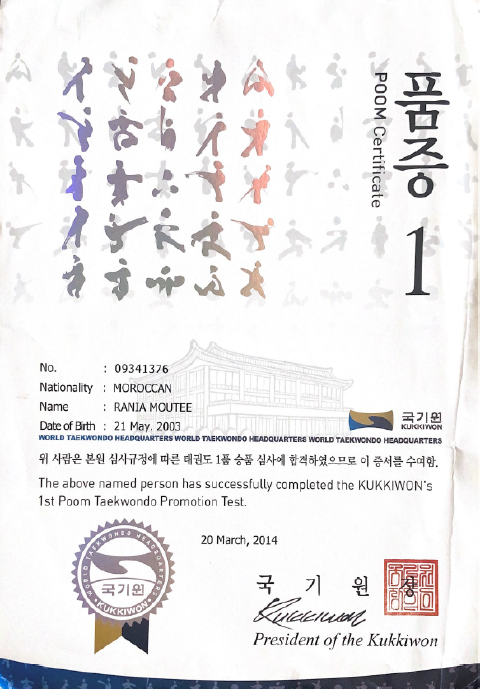 품증
POOM Certificate
1
No. : 09341376
Nationality : MOROCCAN
Name : RANIA MOUTEE
Date of Birth : 21 May. 2003
국기원
KUKKIWON
WORLD TAEKWONDO HEADQUARTERS WORLD TAEKWONDO HEADQUARTERS WORLD TAEKWONDO HEADQUARTERS
위 사람은 본원 심사규정에 따른 태권도 1품 승품 심사에 합격하였으므로 이 증서를 수여함.
The above named person has successfully completed the KUKKIWON's
1st Poom Taekwondo Promotion Test.
20 March, 2014
WORLD TAEKWONDO HEADQUARTERS
국기원
KUKKIWON
국 기 원 장
Kukkiwon
President of the Kukkiwon